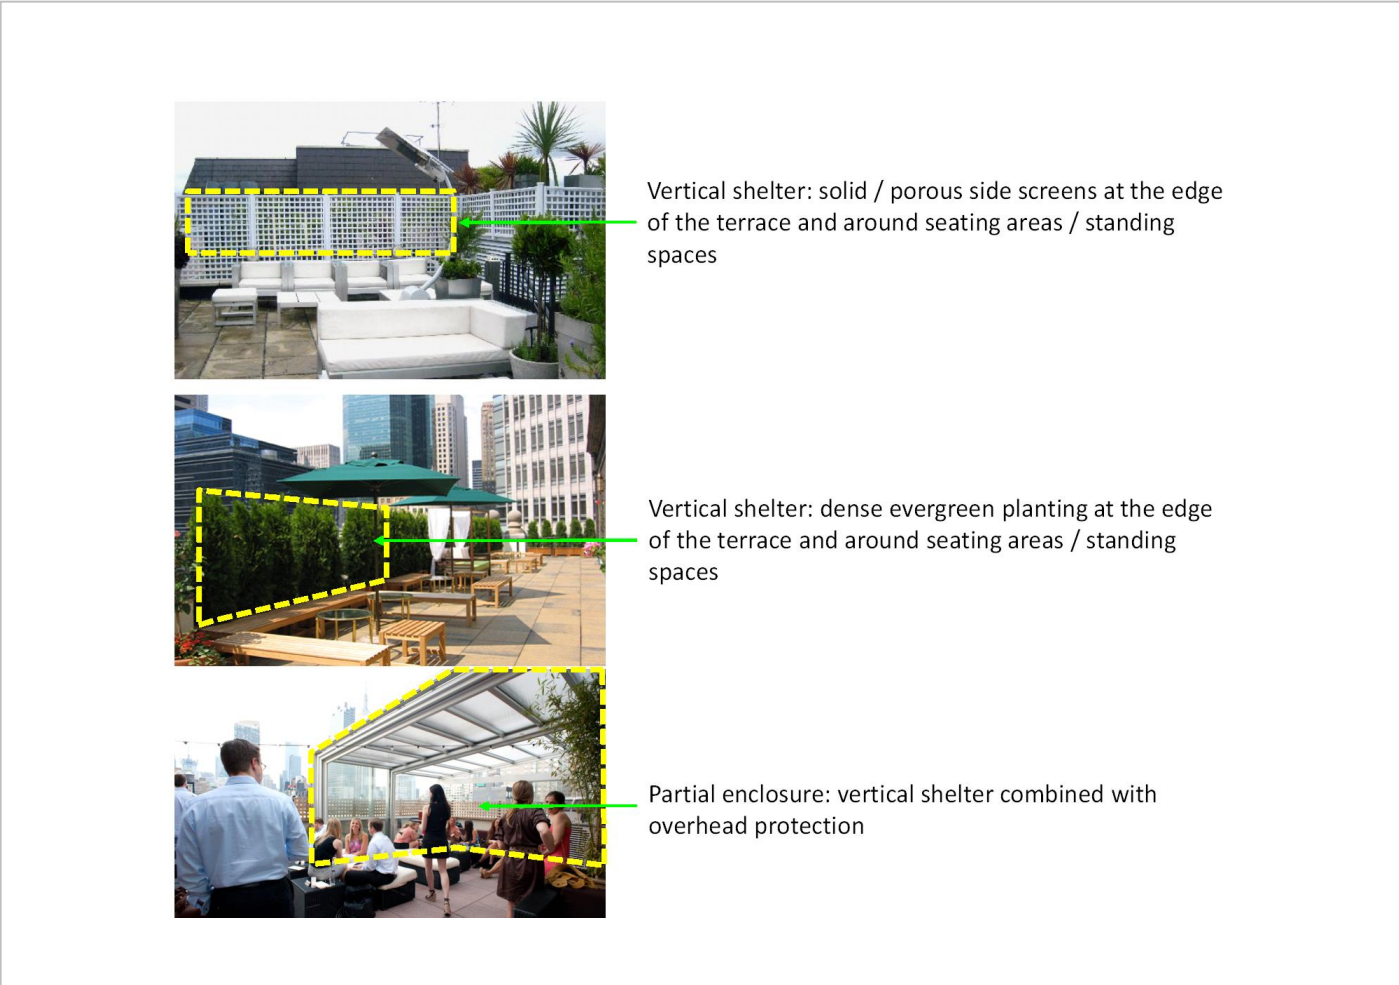 Vertical shelter: solid / porous side screens at the edge
of the terrace and around seating areas / standing
spaces
Vertical shelter: dense evergreen planting at the edge
of the terrace and around seating areas / standing
spaces
Partial enclosure: vertical shelter combined with
overhead protection